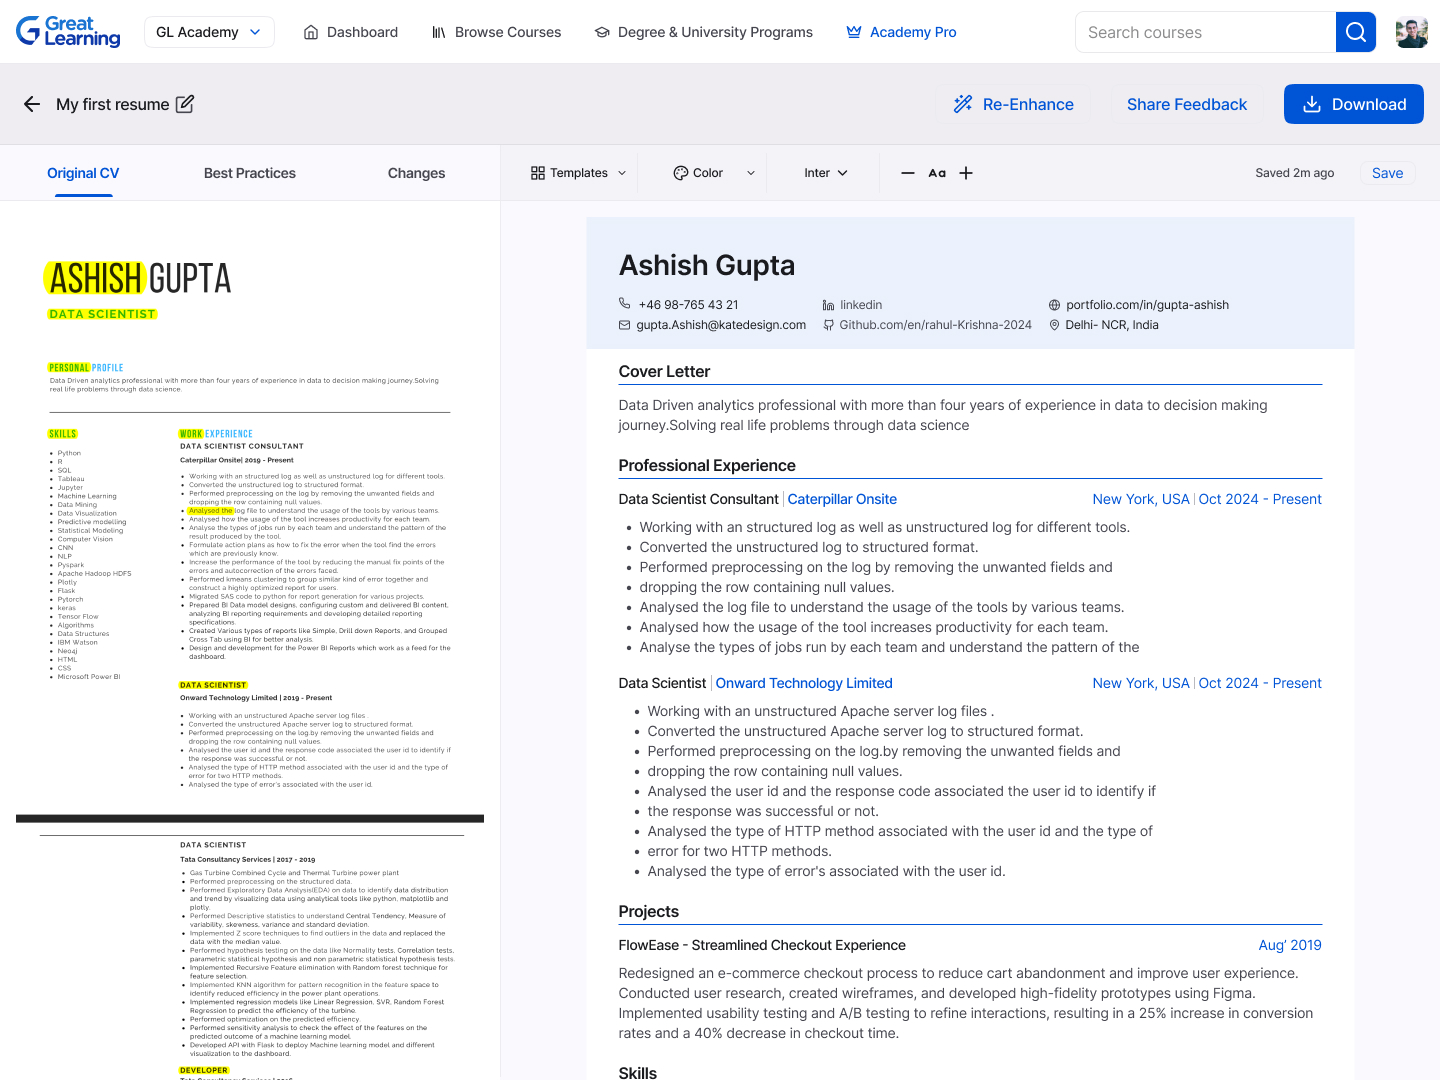 Great Learning
GL Academy
Dashboard
Browse Courses
Degree & University Programs
Academy Pro
Search courses
My first resume
Re-Enhance
Share Feedback
Download
Original CV
Best Practices
Changes
Templates
Color
Inter
Aa
Saved 2m ago
Save
ASHISH GUPTA
DATA SCIENTIST
PERSONAL PROFILE
Data Driven analytics professional with more than four years of experience in data to decision making journey.Solving
real life problems through data science.
SKILLS
Python
R
SQL
Tableau
Jupyter
Machine Learning
Data Mining
Data Visualization
Predictive modelling
Statistical Modeling
Computer Vision
CNN
NLP
Pyspark
Apache Hadoop HDFS
Plotly
Flask
Pytorch
keras
Tensor Flow
Algorithms
Data Structures
IBM Watson
Neo4j
HTML
CSS
Microsoft Power BI
WORK EXPERIENCE
DATA SCIENTIST CONSULTANT
Caterpillar Onsite| 2019 - Present
Working with an structured log as well as unstructured log for different tools.
Converted the unstructured log to structured format.
Performed preprocessing on the log by removing the unwanted fields and
dropping the row containing null values.
Analysed the log file to understand the usage of the tools by various teams.
Analysed how the usage of the tool increases productivity for each team.
Analyse the types of jobs run by each team and understand the pattern of the
result produced by the tool.
Formulate action plans as how to fix the error when the tool find the errors
which are previously know.
Increase the performance of the tool by reducing the manual fix points of the
errors and autocorrection of the errors faced.
Performed kmeans clustering to group similar kind of error together and
construct a highly optimized report for users.
Migrated SAS code to python for report generation for various projects.
Prepared BI Data model designs, configuring custom and delivered BI content,
analyzing BI reporting requirements and developing detailed reporting
specifications.
Created Various types of reports like Simple, Drill down Reports, and Grouped
Cross Tab using BI for better analysis.
Design and development for the Power BI Reports which work as a feed for the
dashboard.
DATA SCIENTIST
Onward Technology Limited | 2019 - Present
Working with an unstructured Apache server log files .
Converted the unstructured Apache server log to structured format.
Performed preprocessing on the log.by removing the unwanted fields and
dropping the row containing null values.
Analysed the user id and the response code associated the user id to identify if
the response was successful or not.
Analysed the type of HTTP method associated with the user id and the type of
error for two HTTP methods.
Analysed the type of error's associated with the user id.
DATA SCIENTIST
Tata Consultancy Services | 2017 - 2019
Gas Turbine Combined Cycle and Thermal Turbine power plant
Performed preprocessing on the structured data.
Performed Exploratory Data Analysis(EDA) on data to identify data distribution
and trend by visualizing data using analytical tools like python, matplotlib and
plotly.
Performed Descriptive statistics to understand Central Tendency, Measure of
variability, skewness, variance and standard deviation.
Implemented Z score techniques to find outliers in the data and replaced the
data with the median value.
Performed hypothesis testing on the data like Normality tests, Correlation tests,
parametric statistical hypothesis and non parametric statistical hypothesis tests.
Implemented Recursive Feature elimination with Random forest technique for
feature selection.
Implemented KNN algorithm for pattern recognition in the feature space to
identify reduced efficiency in the power plant operations.
Implemented regression models like Linear Regression, SVR, Random Forest
Regression to predict the efficiency of the turbine.
Performed optimization on the predicted efficiency.
Performed sensitivity analysis to check the effect of the features on the
predicted outcome of a machine learning model.
Developed API with Flask to deploy Machine learning model and different
visualization to the dashboard.
DEVELOPER
Ashish Gupta
+46 98-765 43 21
linkedin
portfolio.com/in/gupta-ashish
gupta.Ashish@katedesign.com
Github.com/en/rahul-Krishna-2024
Delhi- NCR, India
Cover Letter
Data Driven analytics professional with more than four years of experience in data to decision making
journey.Solving real life problems through data science
Professional Experience
Data Scientist Consultant | Caterpillar Onsite New York, USA | Oct 2024 - Present
Working with an structured log as well as unstructured log for different tools.
Converted the unstructured log to structured format.
Performed preprocessing on the log by removing the unwanted fields and
dropping the row containing null values.
Analysed the log file to understand the usage of the tools by various teams.
Analysed how the usage of the tool increases productivity for each team.
Analyse the types of jobs run by each team and understand the pattern of the
Data Scientist | Onward Technology Limited New York, USA | Oct 2024 - Present
Working with an unstructured Apache server log files .
Converted the unstructured Apache server log to structured format.
Performed preprocessing on the log.by removing the unwanted fields and
dropping the row containing null values.
Analysed the user id and the response code associated the user id to identify if
the response was successful or not.
Analysed the type of HTTP method associated with the user id and the type of
error for two HTTP methods.
Analysed the type of error's associated with the user id.
Projects
FlowEase - Streamlined Checkout Experience Aug’ 2019
Redesigned an e-commerce checkout process to reduce cart abandonment and improve user experience.
Conducted user research, created wireframes, and developed high-fidelity prototypes using Figma.
Implemented usability testing and A/B testing to refine interactions, resulting in a 25% increase in conversion
rates and a 40% decrease in checkout time.
Skills